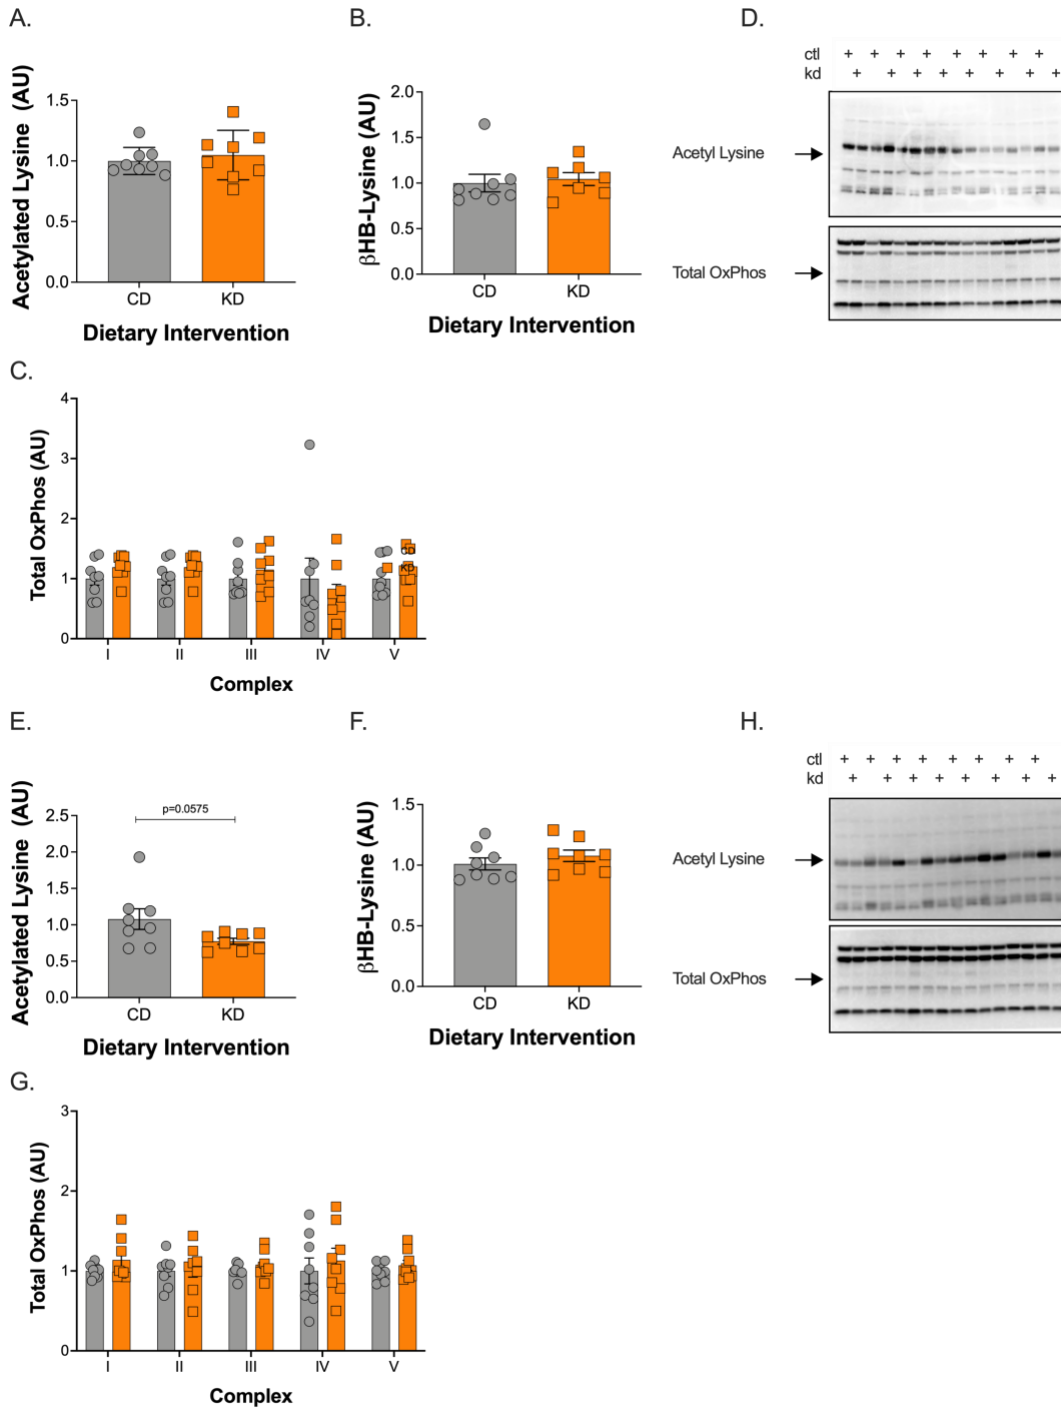 A.
Acetylated Lysine (AU)
1.5
1.0
0.5
0.0
CD KD
Dietary Intervention
B.
βHB-Lysine (AU)
2.0
1.5
1.0
0.5
0.0
CD KD
Dietary Intervention
D.
ctl + + + + + + + +
kd + + + + + + + +
Acetyl Lysine
Total OxPhos
C.
Total OxPhos (AU)
4
3
2
1
0
CD
KD
I II III IV V
Complex
E.
Acetylated Lysine (AU)
2.5
2.0
1.5
1.0
0.5
0.0
p=0.0575
CD KD
Dietary Intervention
F.
βHB-Lysine (AU)
1.5
1.0
0.5
0.0
CD KD
Dietary Intervention
H.
ctl + + + + + + + +
kd + + + + + + + +
Acetyl Lysine
Total OxPhos
G.
Total OxPhos (AU)
3
2
1
0
I II III IV V
Complex